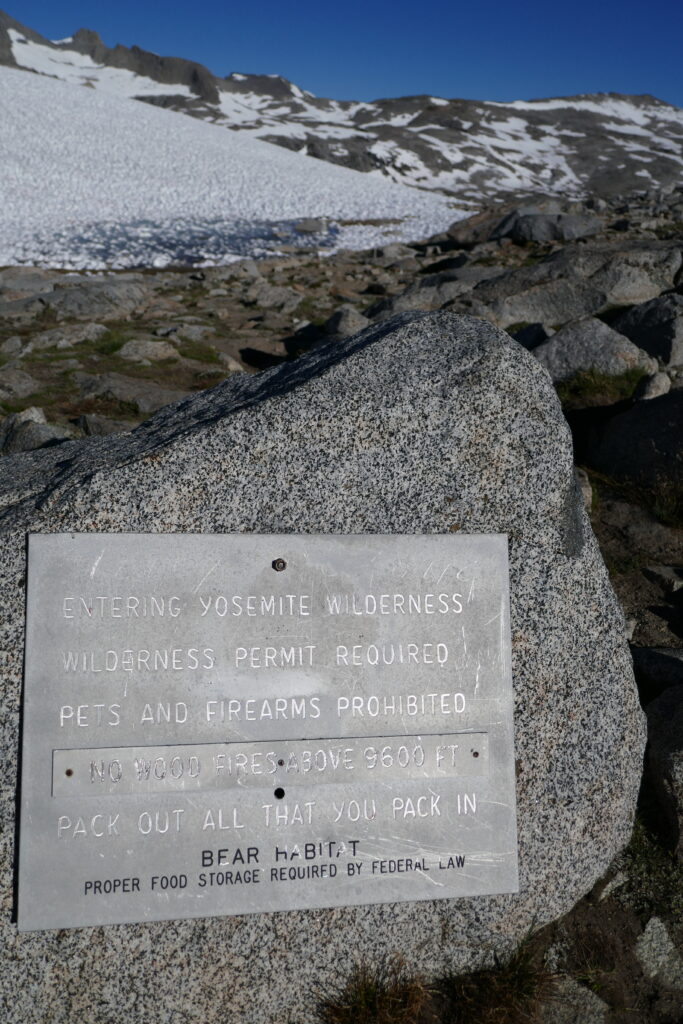 ENTERING YOSEMITE WILDERNESS
WILDERNESS PERMIT REQUIRED
PETS AND FIREARMS PROHIBITED
NO WOOD FIRES ABOVE 9600 FT
PACK OUT ALL THAT YOU PACK IN
BEAR HABITAT
PROPER FOOD STORAGE REQUIRED BY FEDERAL LAW